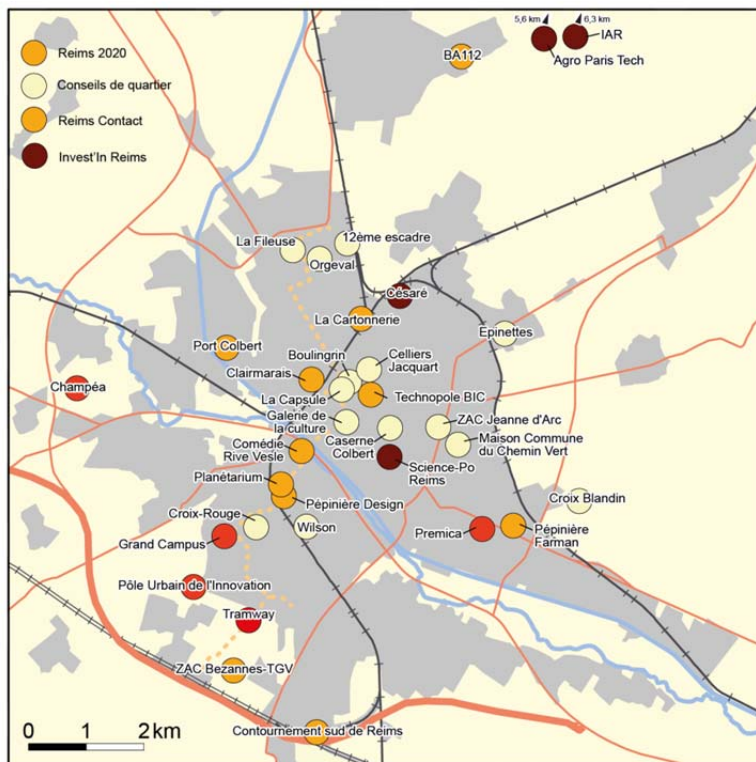 5,6 km
6,3 km
Reims 2020
IAR
BA112
Agro Paris Tech
Conseils de quartier
Reims Contact
Invest'In Reims
12ème escadre
La Fileuse
Orgeval
Césaré
La Cartonnerie
Epinettes
Port Colbert
Boulingrin
Celliers
Jacquart
Clairmarais
Champéa
La Capsule
Technopole BIC
Galerie de
la culture
ZAC Jeanne d'Arc
Caserne
Colbert
Maison Commune
du Chemin Vert
Comédie
Rive Vesle
Science-Po
Reims
Planétarium
Pépinière Design
Croix Blandin
Croix-Rouge
Wilson
Grand Campus
Premica
Pépinière
Farman
Pôle Urbain de l'Innovation
Tramway
ZAC Bezannes-TGV
Contournement sud de Reims
0 1 2 km